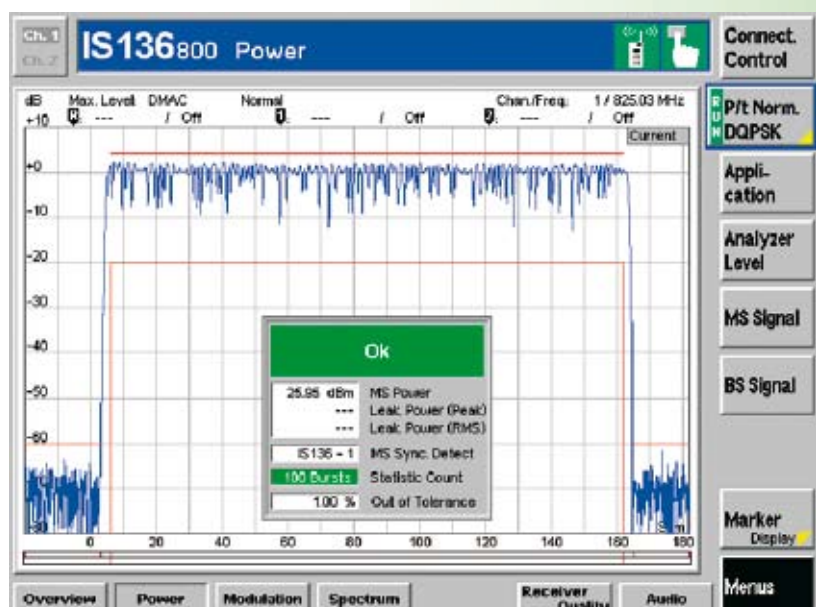 Ch. 1
Ch. 2
IS136800 Power
Connect.
Control
dB Max. Level DMAC Normal Chan./Freq. 1 / 825.03 MHz
+10 --- / Off 1 --- / Off 2 --- / Off
Current
RUN
P/t Norm.
DQPSK
Appli-
cation
Analyzer
Level
MS Signal
BS Signal
Marker
Display
Menus
+0
-10
-20
-30
-40
-50
-60
Ok
25.95 dBm MS Power
--- Leak Power (Peak)
--- Leak Power (RMS)
IS136 - 1 MS Sync. Detect
100 Bursts Statistic Count
1.00 % Out of Tolerance
0 20 40 60 80 100 120 140 160 180
Overview Power Modulation Spectrum Receiver Quality Audio